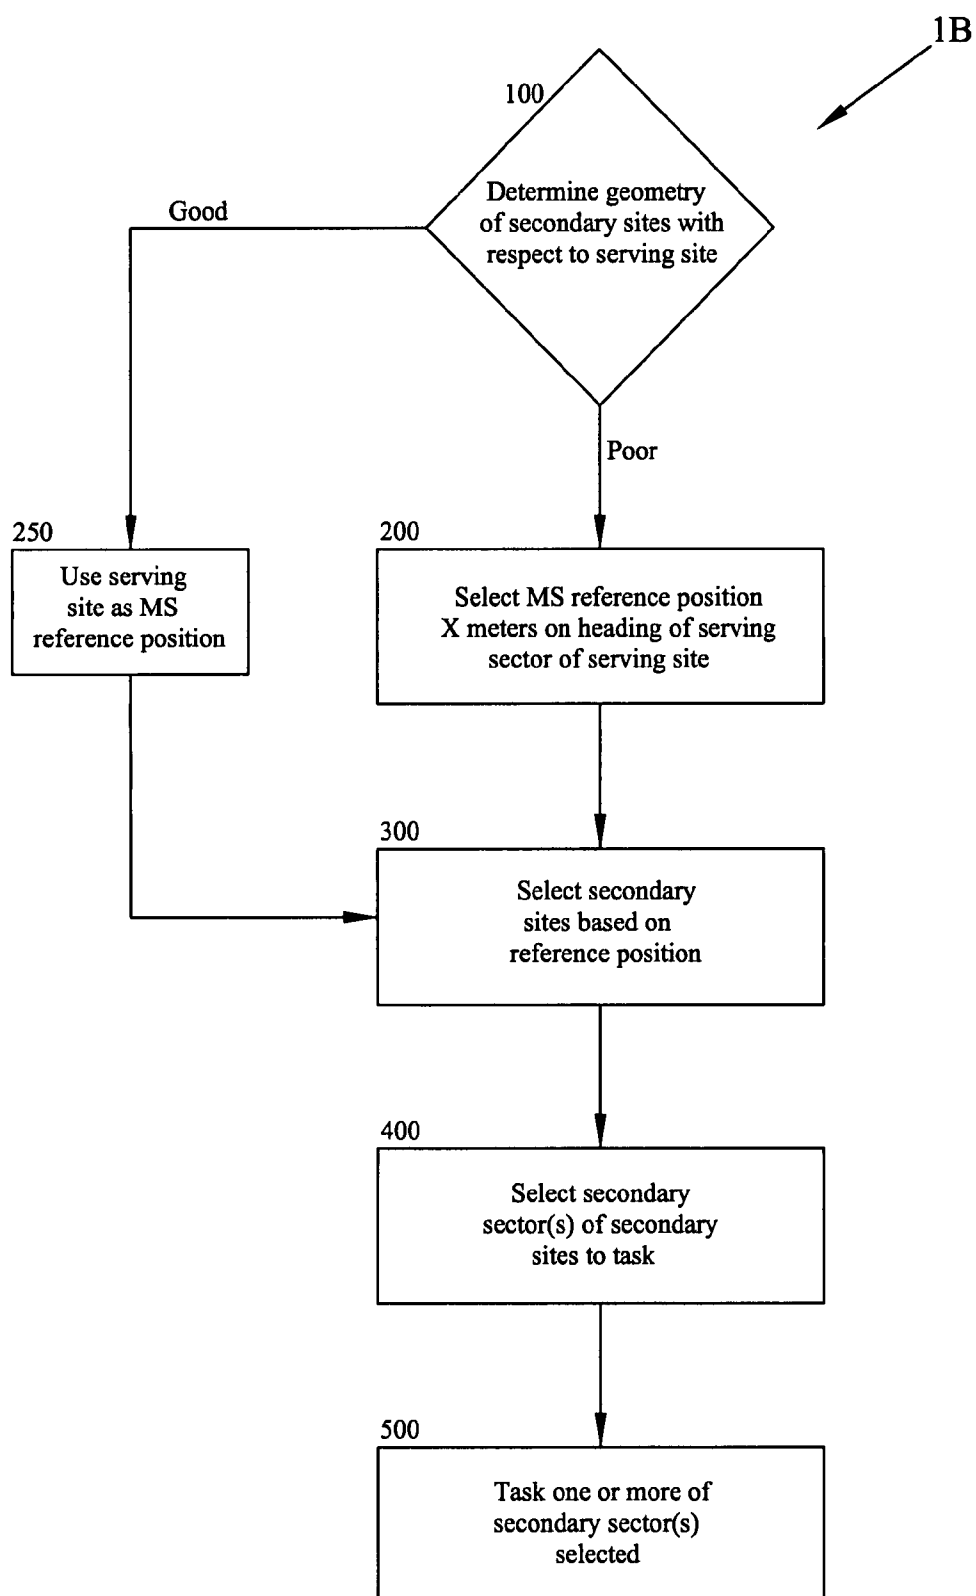 1B
100
Determine geometry
of secondary sites with
respect to serving site
Good
Poor
250
Use serving
site as MS
reference position
200
Select MS reference position
X meters on heading of serving
sector of serving site
300
Select secondary
sites based on
reference position
400
Select secondary
sector(s) of secondary
sites to task
500
Task one or more of
secondary sector(s)
selected